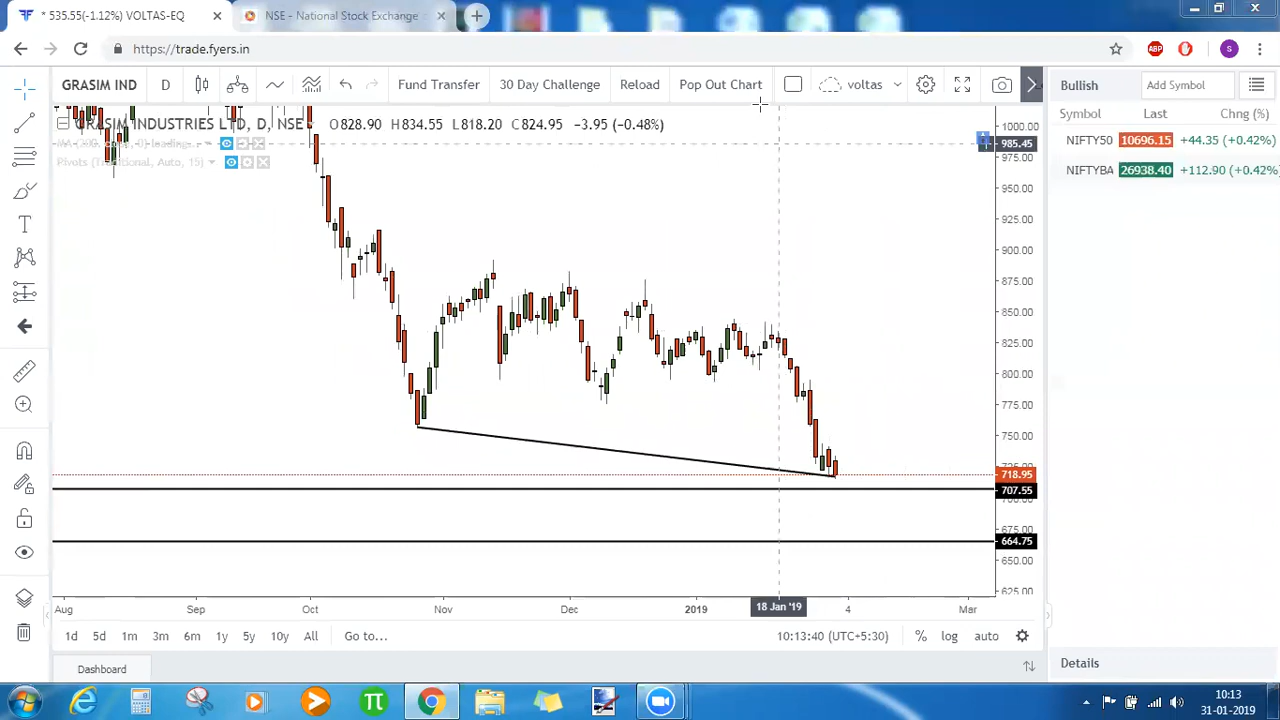 * 535.55(-1.12%) VOLTAS-EQ
NSE - National Stock Exchange
https://trade.fyers.in
ABP
S
GRASIM IND
D
Fund Transfer
30 Day Challenge
Reload
Pop Out Chart
voltas
Bullish
Add Symbol
Symbol Last Chng (%)
NIFTY50 10696.15 +44.35 (+0.42%)
NIFTYBA 26938.40 +112.90 (+0.42%)
GRASIM INDUSTRIES LTD, D, NSE O828.90 H834.55 L818.20 C824.95 -3.95 (-0.48%)
Pivots (Traditional, Auto, 15)
1000.00
985.45
975.00
950.00
925.00
900.00
875.00
850.00
825.00
800.00
775.00
750.00
718.95
707.55
675.00
664.75
650.00
625.00
Aug Sep Oct Nov Dec 2019 18 Jan '19 4 Mar
1d 5d 1m 3m 6m 1y 5y 10y All Go to... 10:13:40 (UTC+5:30) % log auto
Dashboard
Details
10:13
31-01-2019